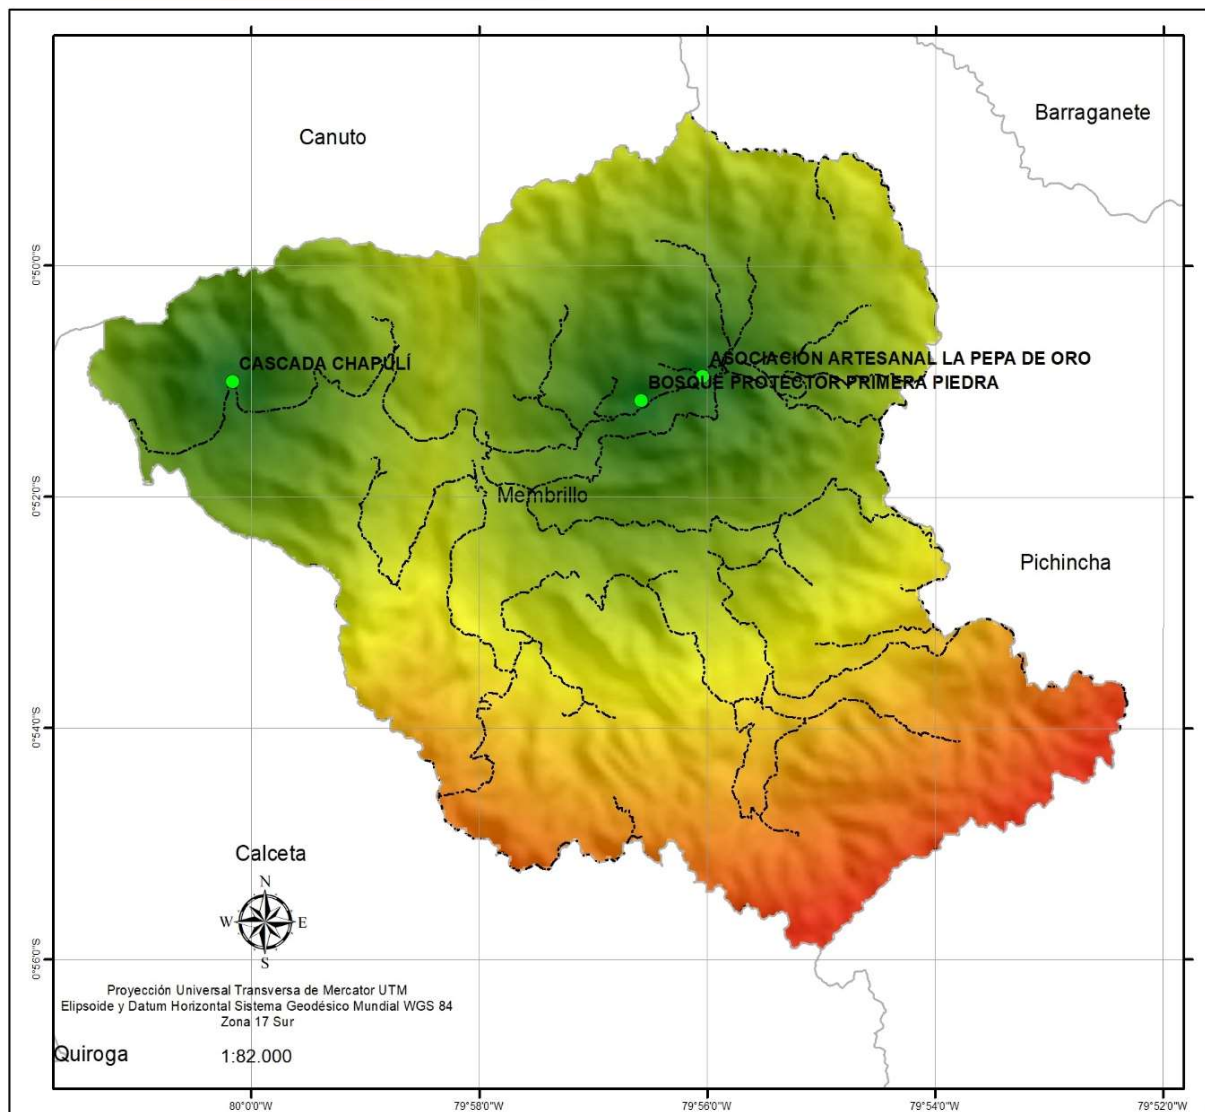 Canuto
Barraganete
0°50'0"S
CASCADA CHAPULÍ
ASOCIACIÓN ARTESANAL LA PEPA DE ORO
BOSQUE PROTECTOR PRIMERA PIEDRA
0°52'0"S
Membrillo
Pichincha
0°54'0"S
Calceta
N
W
E
S
0°56'0"S
Proyección Universal Transversa de Mercator UTM
Elipsoide y Datum Horizontal Sistema Geodésico Mundial WGS 84
Zona 17 Sur
Quiroga
1:82.000
80°0'0"W
79°58'0"W
79°56'0"W
79°54'0"W
79°52'0"W